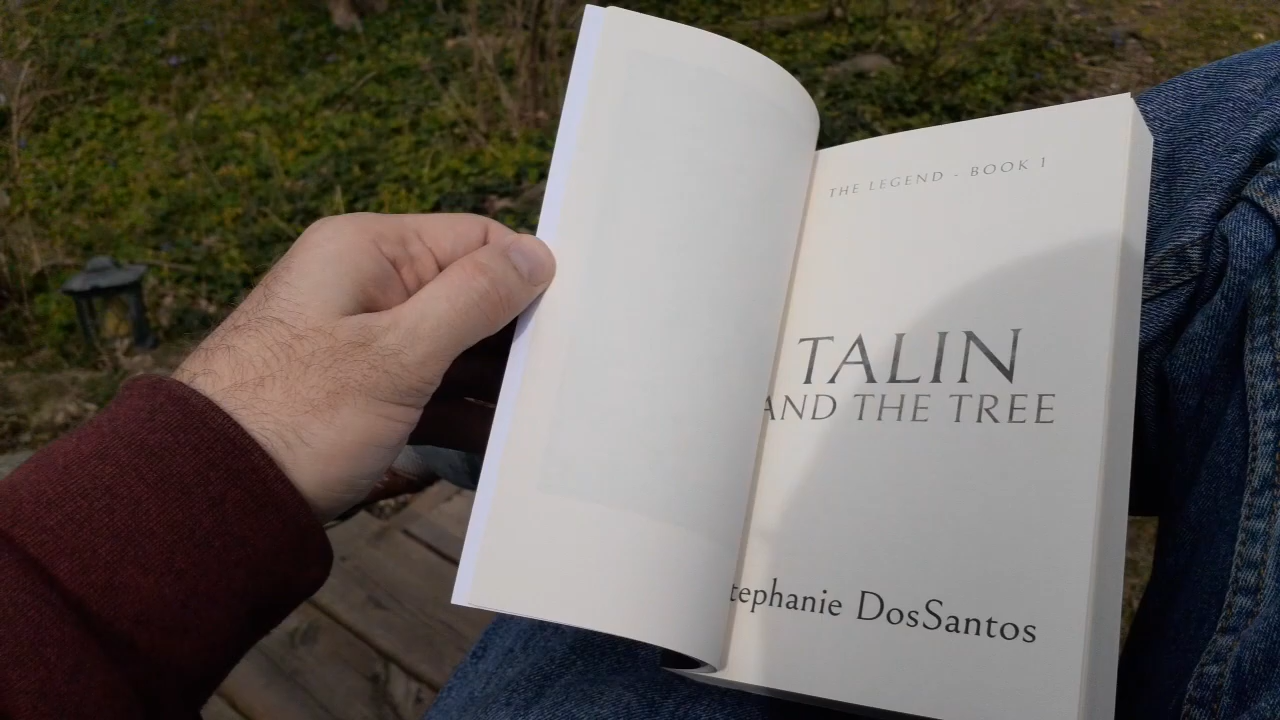 THE LEGEND - BOOK 1
TALIN
AND THE TREE
tephanie DosSantos